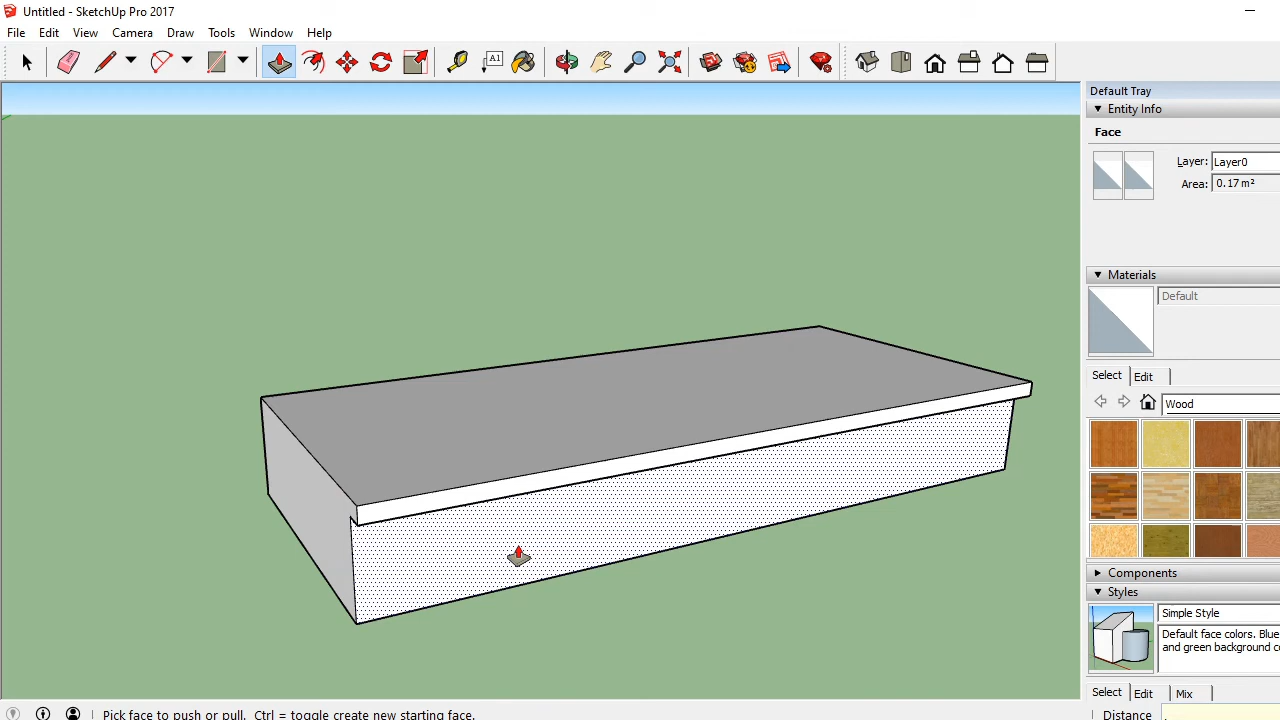 Untitled - SketchUp Pro 2017
File Edit View Camera Draw Tools Window Help
A1
Default Tray
Entity Info
Face
Layer: Layer0
Area: 0.17 m²
Materials
Default
Select Edit
Wood
Components
Styles
Simple Style
Default face colors. Blue
and green background co
Select Edit Mix
Pick face to push or pull. Ctrl = toggle create new starting face.
Distance